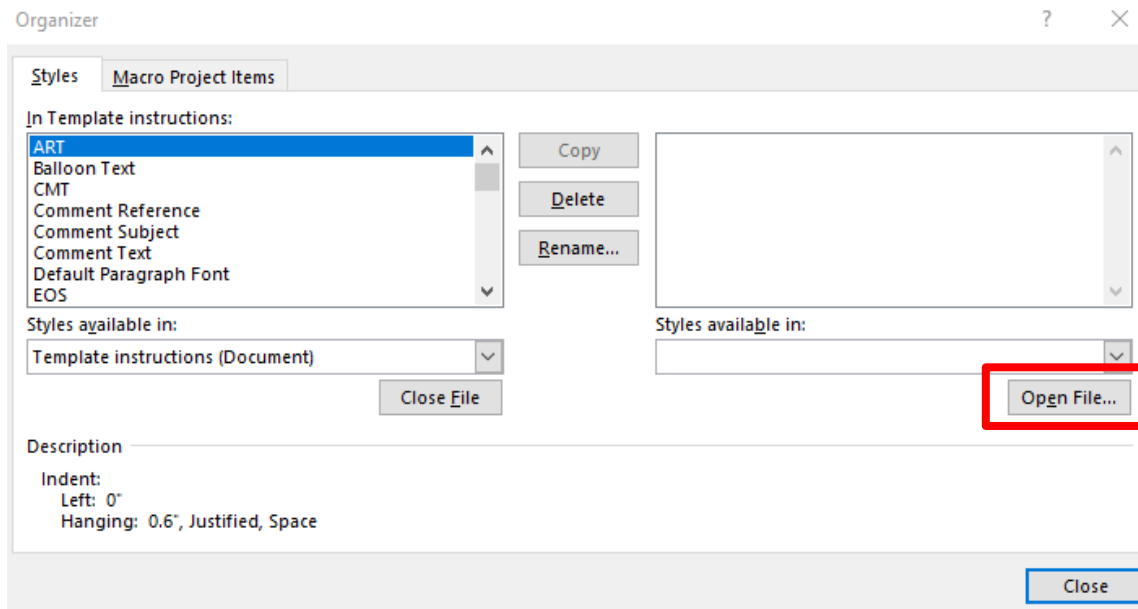 Organizer
Styles
Macro Project Items
In Template instructions:
ART
Balloon Text
CMT
Comment Reference
Comment Subject
Comment Text
Default Paragraph Font
EOS
Copy
Delete
Rename...
Styles available in:
Template instructions (Document)
Close File
Styles available in:
Open File...
Description
Indent:
Left: 0"
Hanging: 0.6", Justified, Space
Close